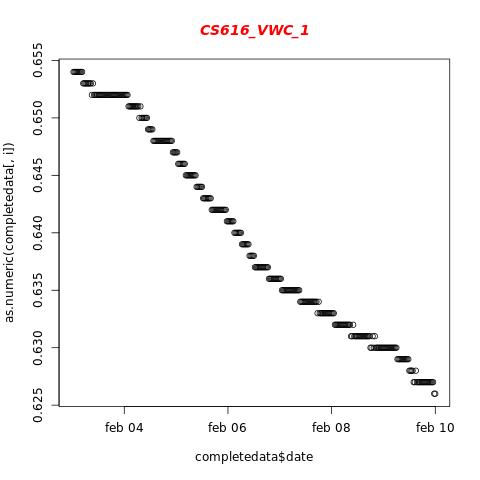 CS616_VWC_1
as.numeric(completedata[, i])
0.655
0.650
0.645
0.640
0.635
0.630
0.625
feb 04 feb 06 feb 08 feb 10
completedata$date